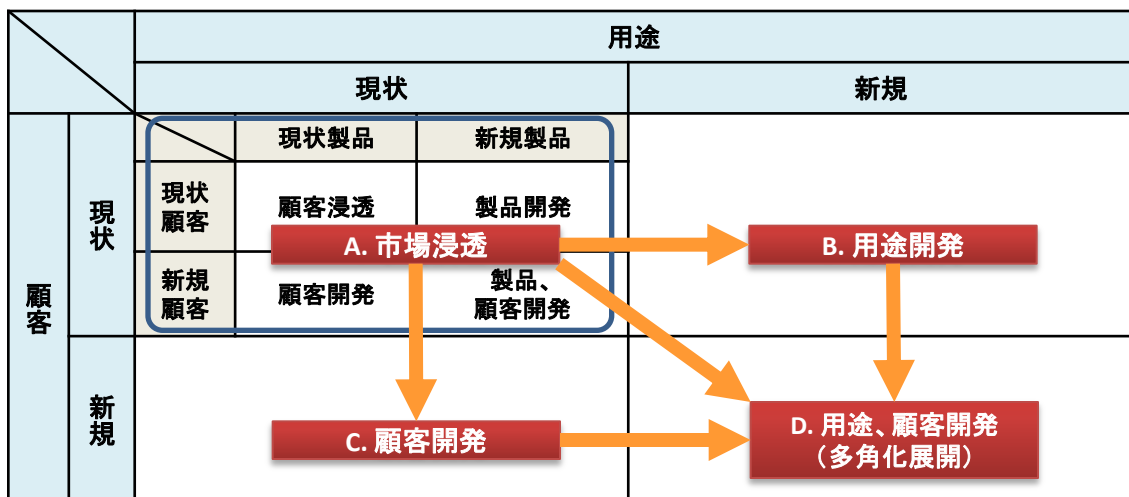 用途
現状
新規
顧客
現状
新規
現状製品
新規製品
現状
顧客
顧客浸透
製品開発
A. 市場浸透
B. 用途開発
新規
顧客
顧客開発
製品、
顧客開発
C. 顧客開発
D. 用途、顧客開発
（多角化展開）